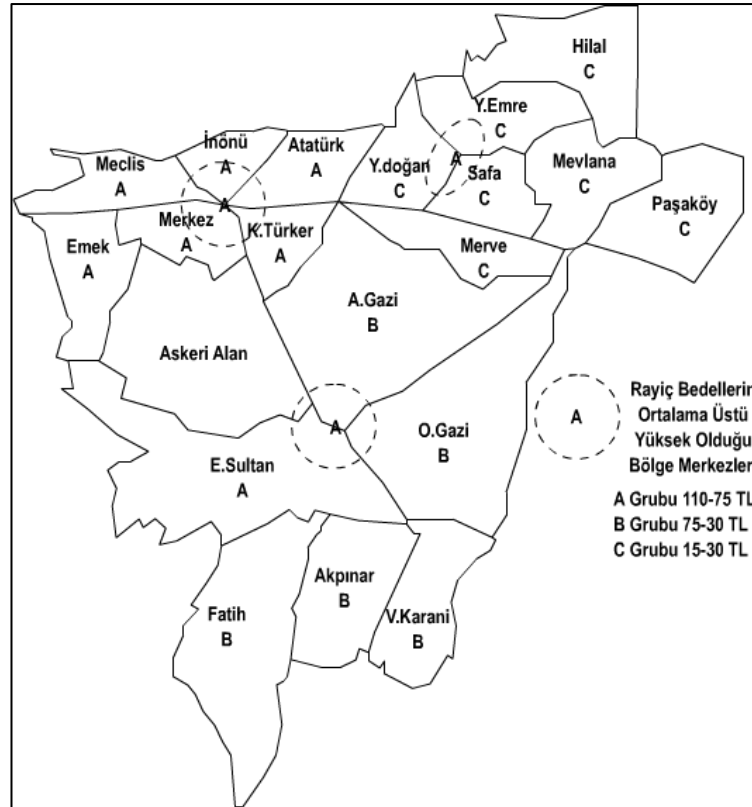 Hilal
C
Y.Emre
C
İnönü
A
Atatürk
A
Meclis
A
Y.doğan
C
A
Safa
C
Mevlana
C
Paşaköy
C
A
Merkez
A
K.Türker
A
Emek
A
Merve
C
A.Gazi
B
Askeri Alan
A
O.Gazi
B
E.Sultan
A
A
Rayiç Bedellerin
Ortalama Üstü
Yüksek Olduğu
Bölge Merkezler
A Grubu 110-75 TL
B Grubu 75-30 TL
C Grubu 15-30 TL
Akpınar
B
Fatih
B
V.Karani
B